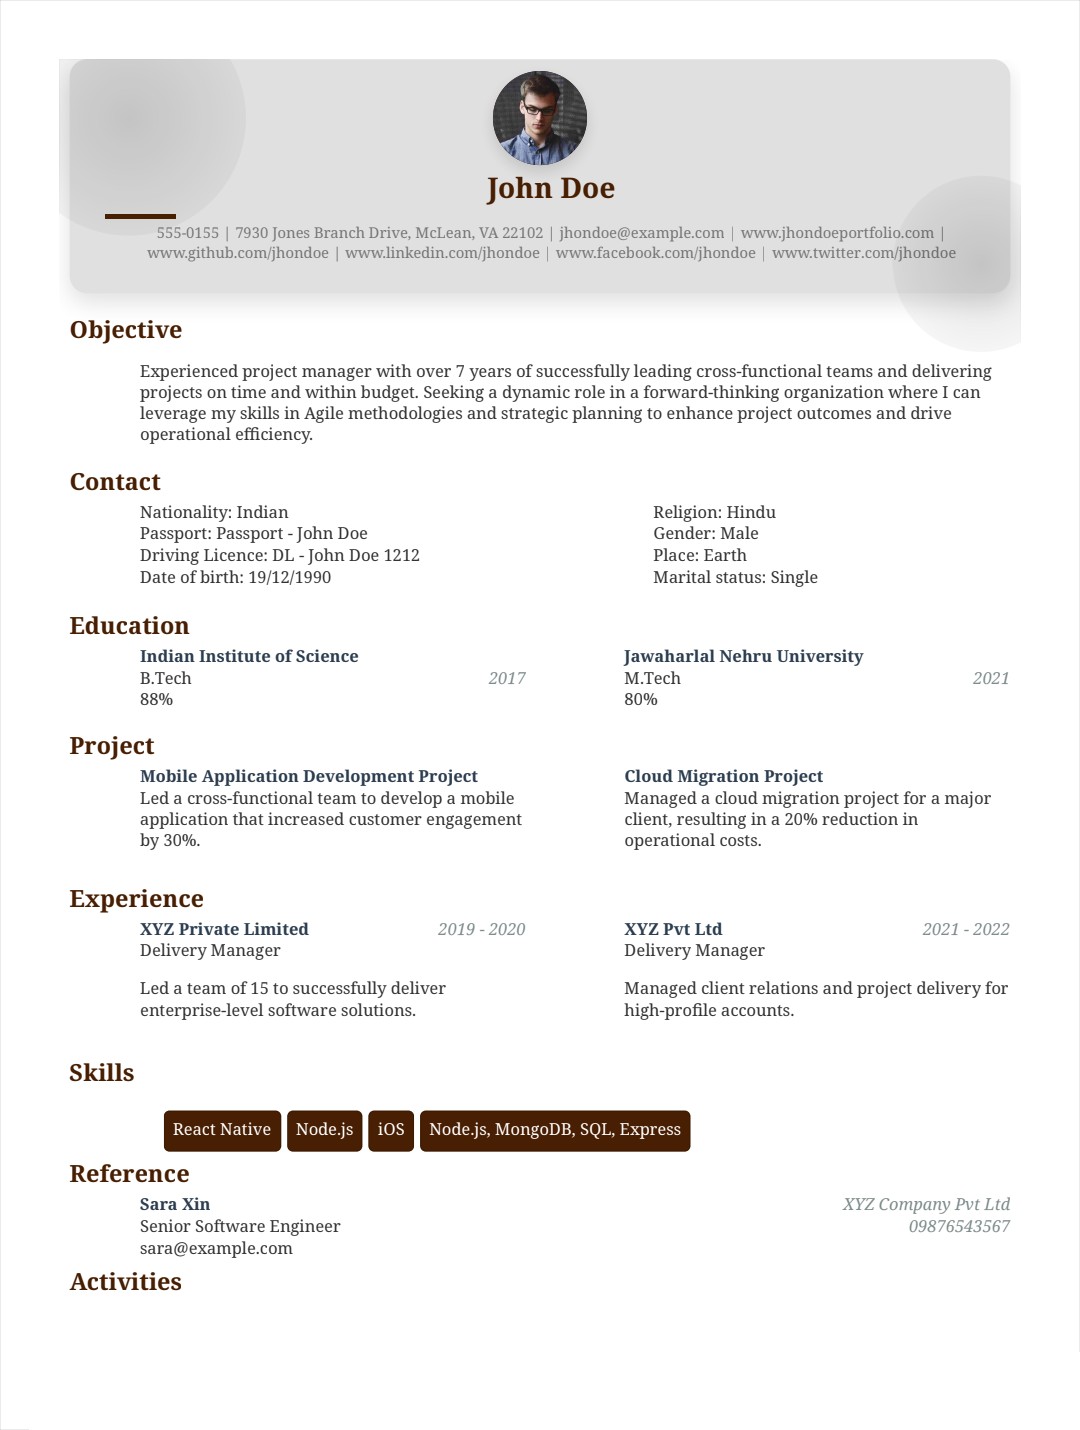 John Doe
555-0155 | 7930 Jones Branch Drive, McLean, VA 22102 | jhondoe@example.com | www.jhondoeportfolio.com |
www.github.com/jhondoe | www.linkedin.com/jhondoe | www.facebook.com/jhondoe | www.twitter.com/jhondoe
Objective
Experienced project manager with over 7 years of successfully leading cross-functional teams and delivering
projects on time and within budget. Seeking a dynamic role in a forward-thinking organization where I can
leverage my skills in Agile methodologies and strategic planning to enhance project outcomes and drive
operational efficiency.
Contact
Nationality: Indian
Passport: Passport - John Doe
Driving Licence: DL - John Doe 1212
Date of birth: 19/12/1990
Religion: Hindu
Gender: Male
Place: Earth
Marital status: Single
Education
Indian Institute of Science
B.Tech 2017
88%
Jawaharlal Nehru University
M.Tech 2021
80%
Project
Mobile Application Development Project
Led a cross-functional team to develop a mobile
application that increased customer engagement
by 30%.
Cloud Migration Project
Managed a cloud migration project for a major
client, resulting in a 20% reduction in
operational costs.
Experience
XYZ Private Limited 2019 - 2020
Delivery Manager
Led a team of 15 to successfully deliver
enterprise-level software solutions.
XYZ Pvt Ltd 2021 - 2022
Delivery Manager
Managed client relations and project delivery for
high-profile accounts.
Skills
React Native Node.js iOS Node.js, MongoDB, SQL, Express
Reference
Sara Xin XYZ Company Pvt Ltd
Senior Software Engineer 09876543567
sara@example.com
Activities